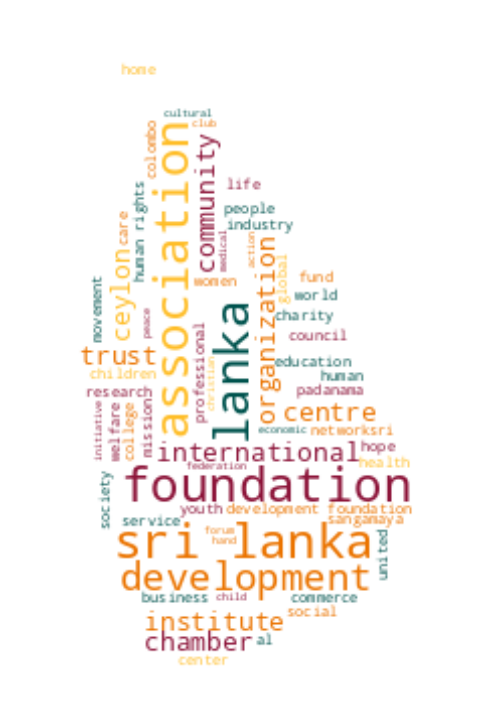 home
cultural
club
colombo
association
community
life
human rights
people
care
industry
medical
action
ceylon
women
global
fund
movement
organization
world
lanka
peace
charity
professional
council
trust
christian
education
children
human
research
padanama
initiative
welfare
college
mission
centre
economic
networksri
international
hope
federation
health
foundation
society
youth
development foundation
service
sangamaya
forum
hand
sri lanka
united
development
business
child
commerce
institute
social
chamber
al
center